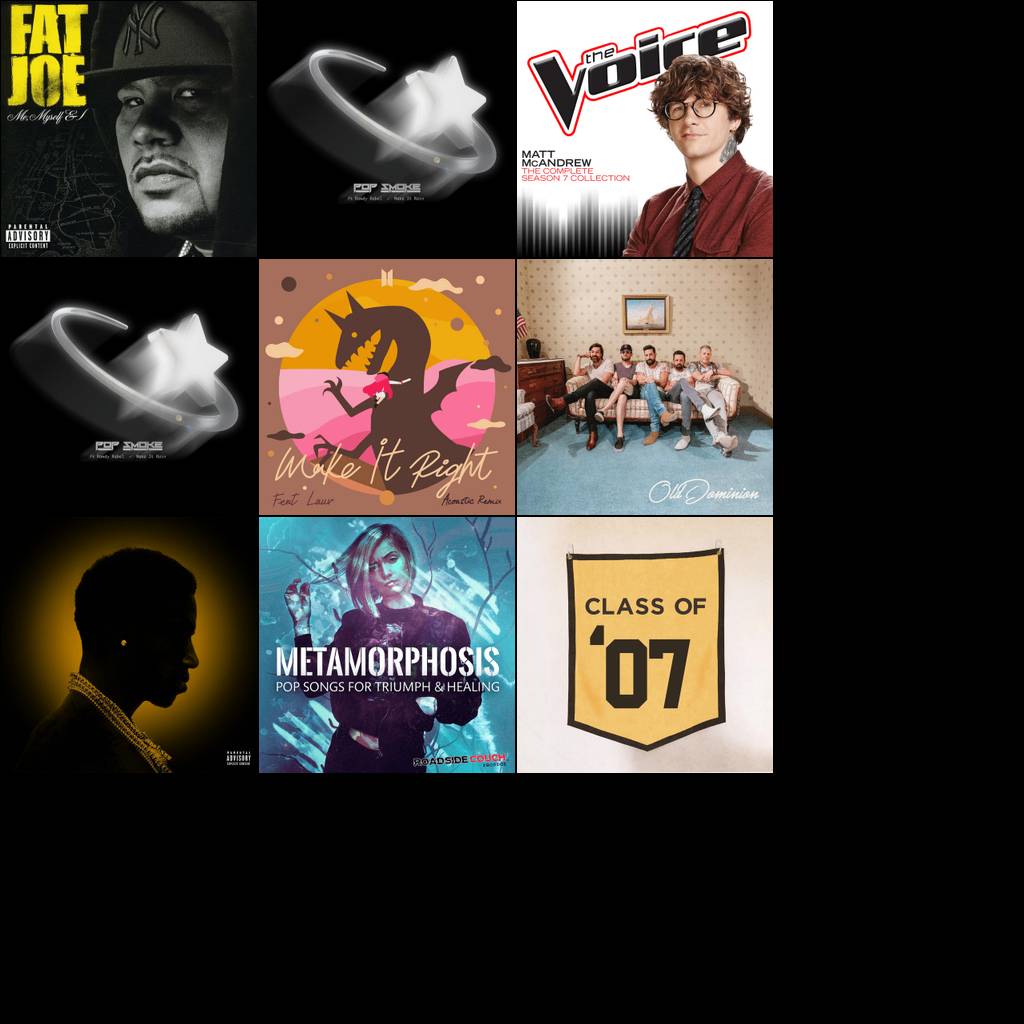 FAT
JOE
Me, Myself & I
PARENTAL
ADVISORY
EXPLICIT CONTENT
POP SMOKE
Ft Rowdy Rebel / Make It Rain
the
Voice
MATT
McANDREW
THE COMPLETE
SEASON 7 COLLECTION
POP SMOKE
Ft Rowdy Rebel / Make It Rain
Make It Right
Feat. Lauv
Acoustic Remix
Old Dominion
PARENTAL
ADVISORY
EXPLICIT CONTENT
METAMORPHOSIS
POP SONGS FOR TRIUMPH & HEALING
ROADSIDE COUCH
RECORDS
CLASS OF
'07